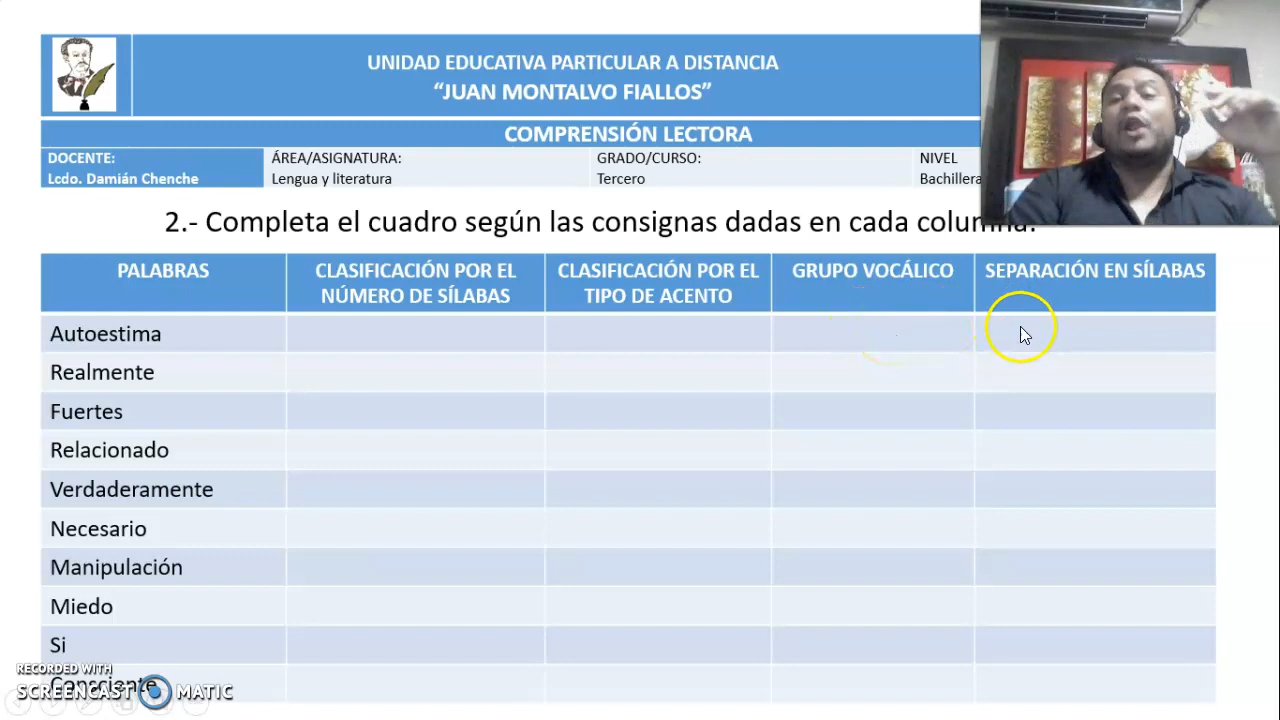 UNIDAD EDUCATIVA PARTICULAR A DISTANCIA
“JUAN MONTALVO FIALLOS”
COMPRENSIÓN LECTORA
DOCENTE: ÁREA/ASIGNATURA: GRADO/CURSO: NIVEL
Lcdo. Damián Chenche Lengua y literatura Tercero Bachillera
2.- Completa el cuadro según las consignas dadas en cada columna.
PALABRAS CLASIFICACIÓN POR EL CLASIFICACIÓN POR EL GRUPO VOCÁLICO SEPARACIÓN EN SÍLABAS
NÚMERO DE SÍLABAS TIPO DE ACENTO
Autoestima
Realmente
Fuertes
Relacionado
Verdaderamente
Necesario
Manipulación
Miedo
Si
Consciente
RECORDED WITH
SCREENCAST MATIC